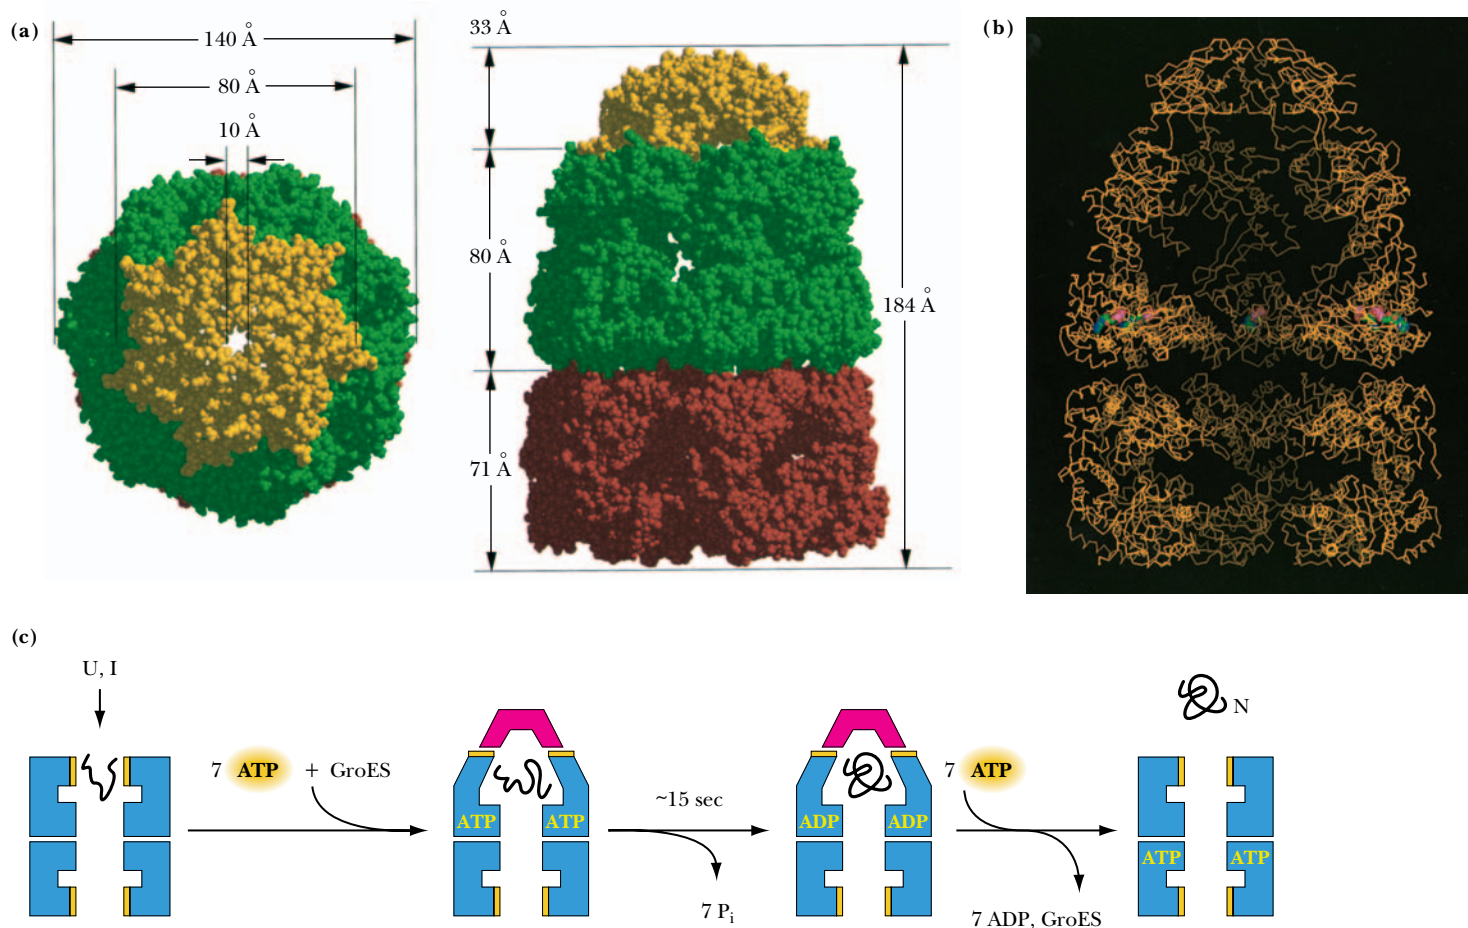 (a)
140 Å
80 Å
10 Å
33 Å
80 Å
71 Å
184 Å
(b)
(c)
U, I
7 ATP + GroES
ATP ATP
~15 sec
7 Pi
ADP ADP
7 ATP
7 ADP, GroES
N
ATP ATP